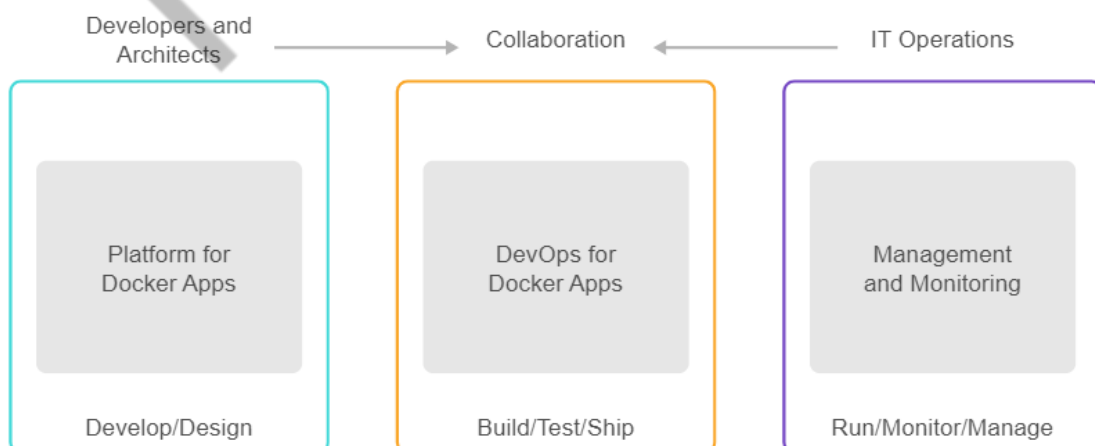 Developers and
Architects
Collaboration
IT Operations
Platform for
Docker Apps
DevOps for
Docker Apps
Management
and Monitoring
Develop/Design
Build/Test/Ship
Run/Monitor/Manage